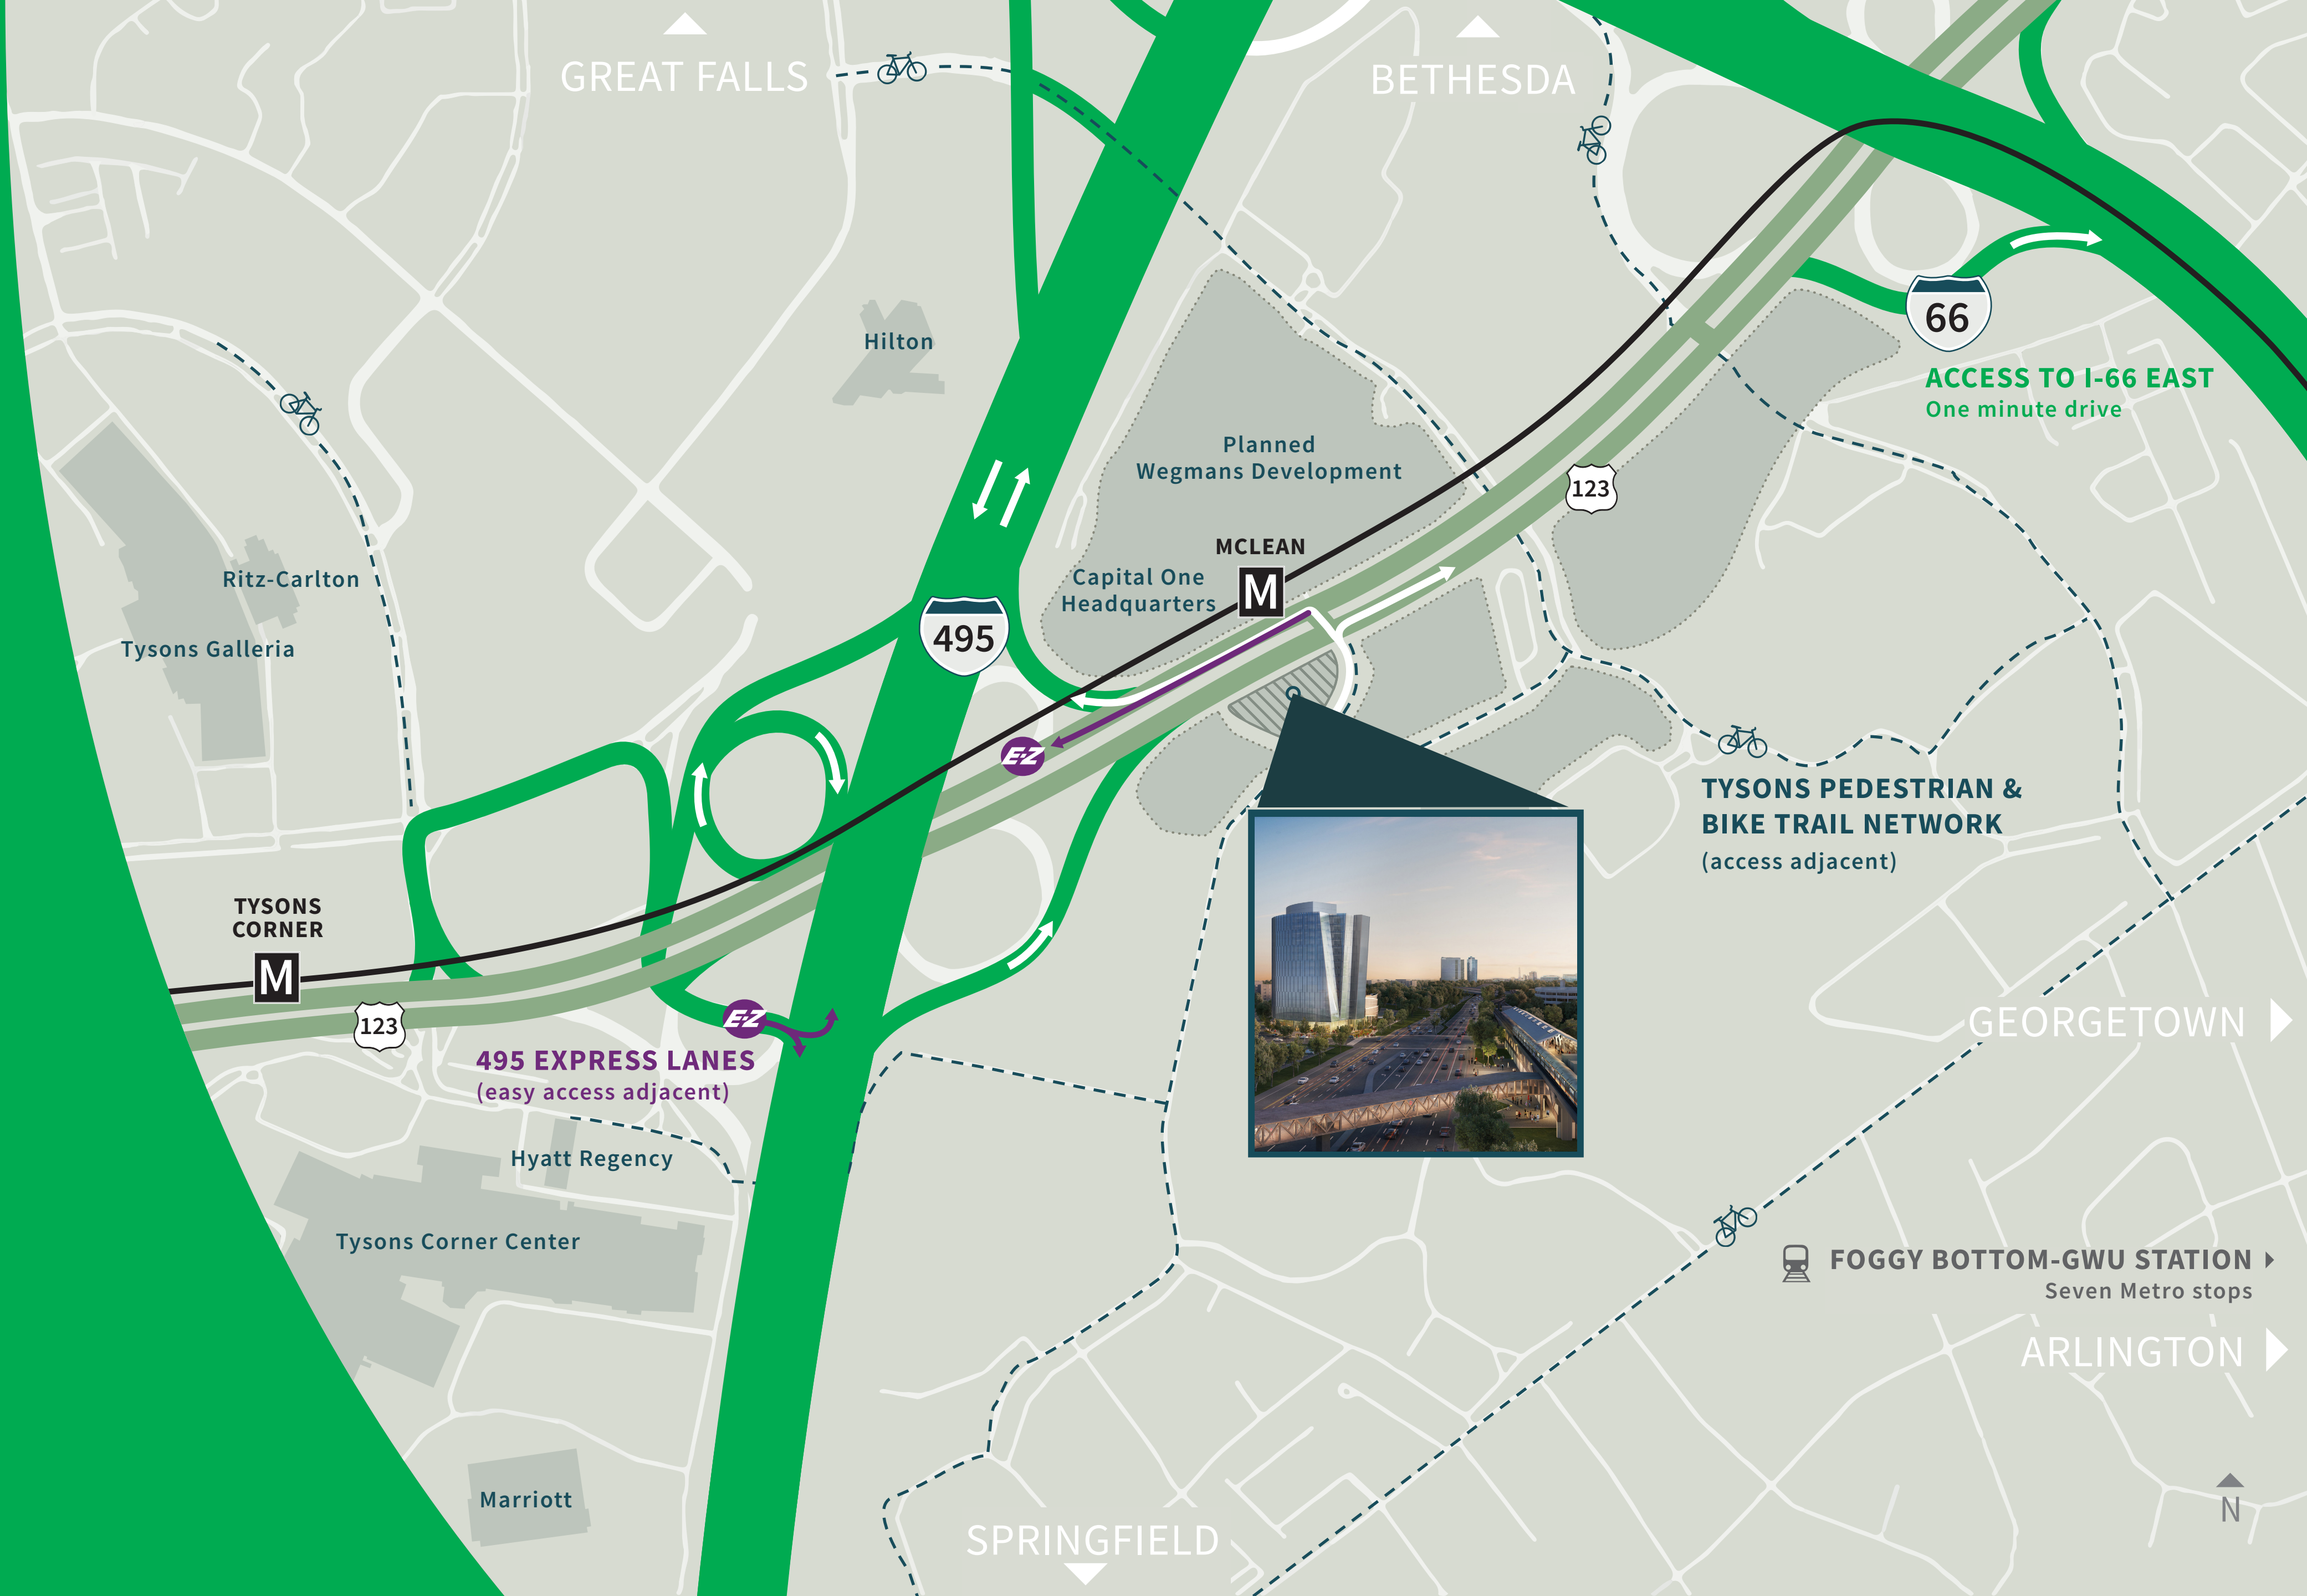 GREAT FALLS
BETHESDA
66
ACCESS TO I-66 EAST
One minute drive
Hilton
Planned
Wegmans Development
123
MCLEAN
M
Capital One
Headquarters
495
Ritz-Carlton
Tysons Galleria
E-Z
TYSONS PEDESTRIAN &
BIKE TRAIL NETWORK
(access adjacent)
TYSONS
CORNER
M
123
E-Z
495 EXPRESS LANES
(easy access adjacent)
GEORGETOWN
Hyatt Regency
Tysons Corner Center
FOGGY BOTTOM-GWU STATION
Seven Metro stops
ARLINGTON
Marriott
SPRINGFIELD
N